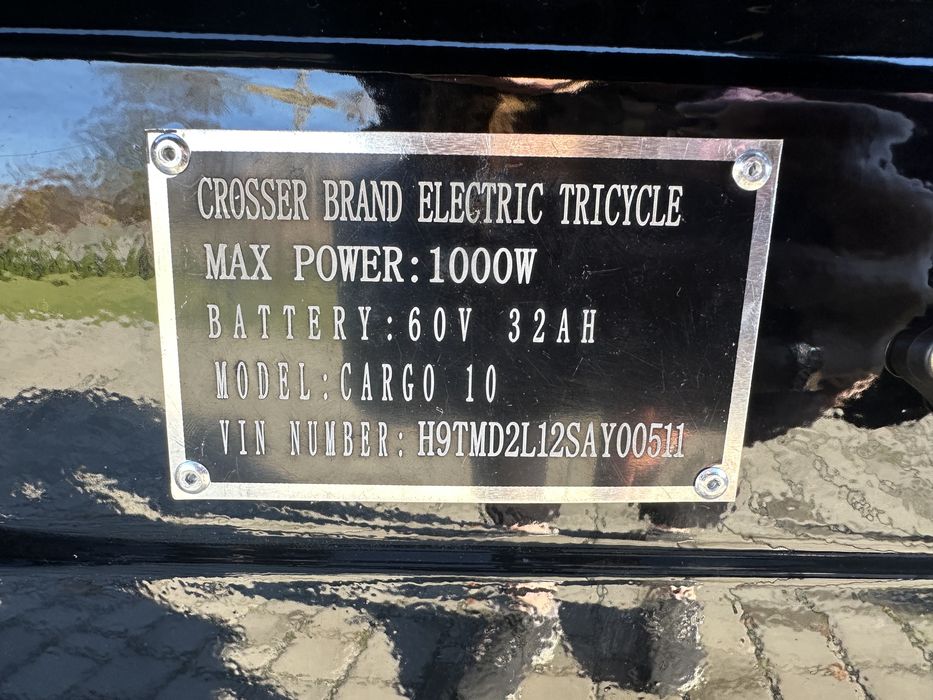 CROSSER BRAND ELECTRIC TRICYCLE
MAX POWER:1000W
BATTERY:60V 32AH
MODEL:CARGO 10
VIN NUMBER:H9TMD2L12SAY00511